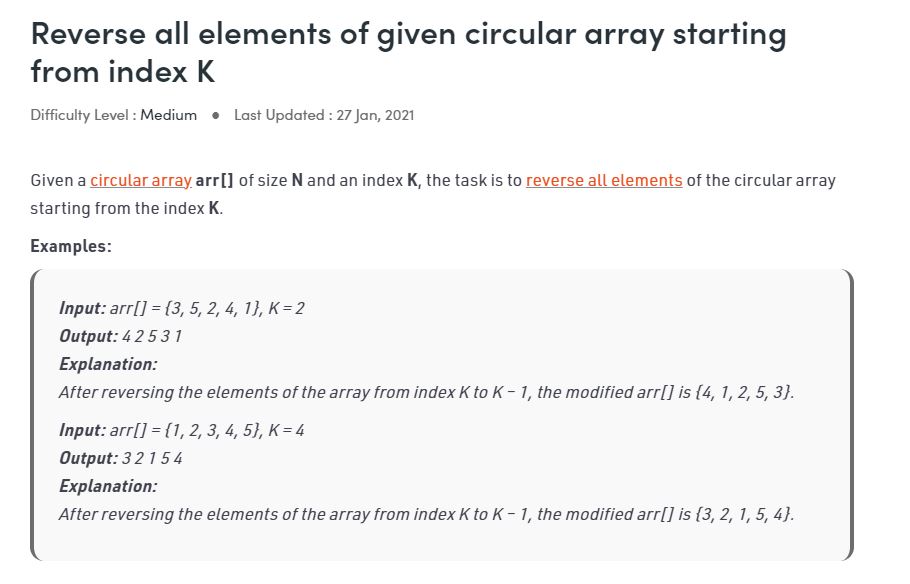 Reverse all elements of given circular array starting
from index K
Difficulty Level : Medium ● Last Updated : 27 Jan, 2021
Given a circular array arr[] of size N and an index K, the task is to reverse all elements of the circular array
starting from the index K.
Examples:
Input: arr[] = {3, 5, 2, 4, 1}, K = 2
Output: 4 2 5 3 1
Explanation:
After reversing the elements of the array from index K to K – 1, the modified arr[] is {4, 1, 2, 5, 3}.
Input: arr[] = {1, 2, 3, 4, 5}, K = 4
Output: 3 2 1 5 4
Explanation:
After reversing the elements of the array from index K to K – 1, the modified arr[] is {3, 2, 1, 5, 4}.